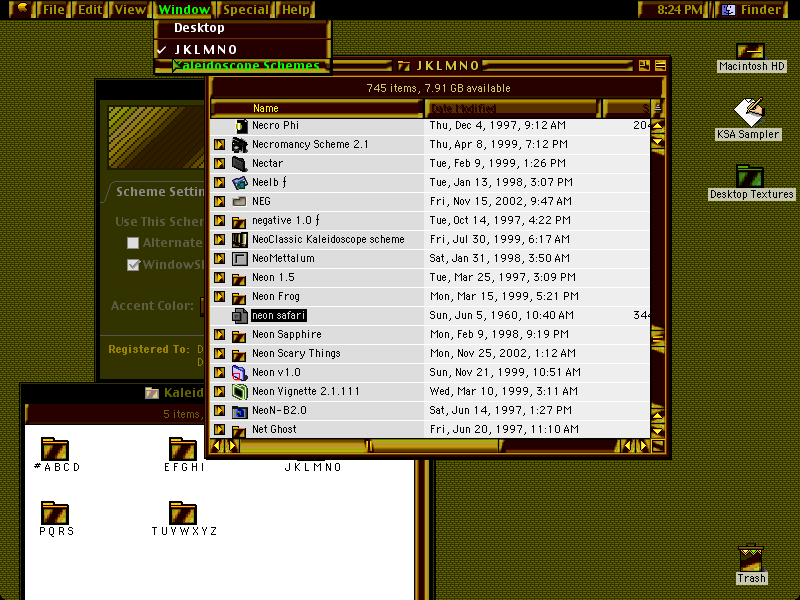 File Edit View Window Special Help 8:24 PM Finder
Desktop
J K L M N O
Kaleidoscope Schemes
J K L M N O
745 items, 7.91 GB available
Name Date Modified S
Necro Phi Thu, Dec 4, 1997, 9:12 AM 204
Necromancy Scheme 2.1 Thu, Apr 8, 1999, 7:12 PM
Nectar Tue, Feb 9, 1999, 1:26 PM
Neelb ƒ Tue, Jan 13, 1998, 3:07 PM
NEG Fri, Nov 15, 2002, 9:47 AM
negative 1.0 ƒ Tue, Oct 14, 1997, 4:22 PM
NeoClassic Kaleidoscope scheme Fri, Jul 30, 1999, 6:17 AM
NeoMettalum Sat, Jan 31, 1998, 3:50 AM
Neon 1.5 Tue, Mar 25, 1997, 3:09 PM
Neon Frog Mon, Mar 15, 1999, 5:21 PM
neon safari Sun, Jun 5, 1960, 10:40 AM 344
Neon Sapphire Mon, Feb 9, 1998, 9:19 PM
Neon Scary Things Mon, Nov 25, 2002, 1:12 AM
Neon v1.0 Sun, Nov 21, 1999, 10:51 AM
Neon Vignette 2.1.111 Wed, Mar 10, 1999, 3:11 AM
NeoN-B2.0 Sat, Jun 14, 1997, 1:27 PM
Net Ghost Fri, Jun 20, 1997, 11:10 AM
Scheme Settin
Use This Schem
Alternate
WindowSh
Accent Color:
Registered To: D
D
Kaleid
5 items,
#ABCD EFGHI JKLMNO
PQRS TUVWXYZ
Macintosh HD
KSA Sampler
Desktop Textures
Trash